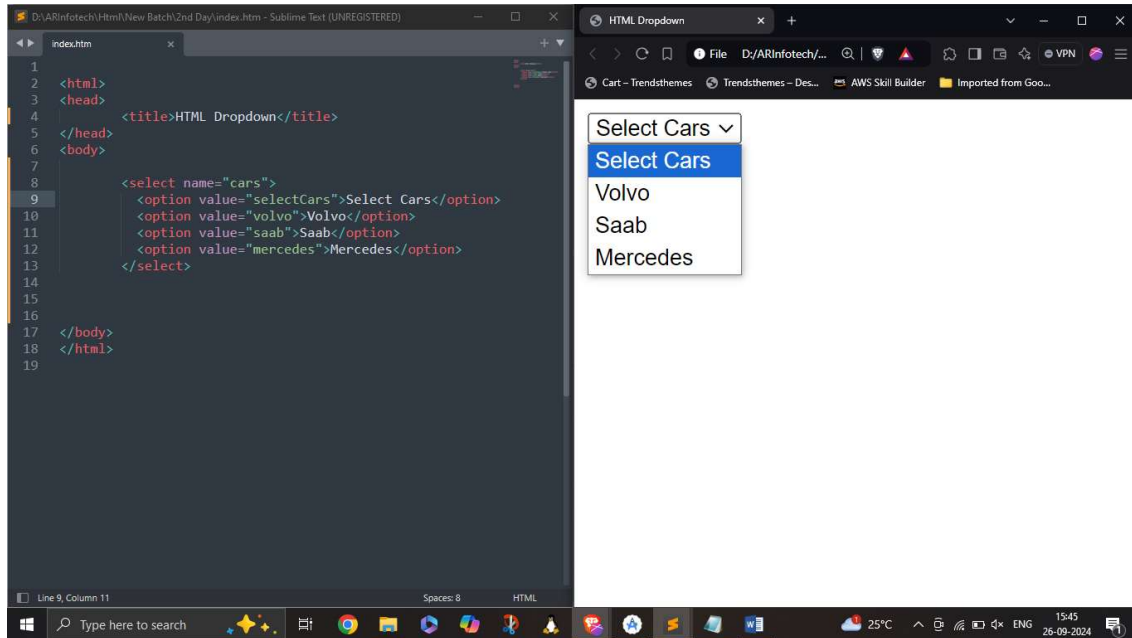 D:\ARInfotech\Html\New Batch\2nd Day\index.htm - Sublime Text (UNREGISTERED)
index.htm
1
2 <html>
3 <head>
4 <title>HTML Dropdown</title>
5 </head>
6 <body>
7
8 <select name="cars">
9 <option value="selectCars">Select Cars</option>
10 <option value="volvo">Volvo</option>
11 <option value="saab">Saab</option>
12 <option value="mercedes">Mercedes</option>
13 </select>
14
15
16
17 </body>
18 </html>
19
Line 9, Column 11 Spaces: 8 HTML
HTML Dropdown
File D:/ARInfotech/... VPN
Cart – Trendsthemes Trendsthemes – Des... aws AWS Skill Builder Imported from Goo...
Select Cars
Select Cars
Volvo
Saab
Mercedes
Type here to search 25°C ENG 15:45
26-09-2024